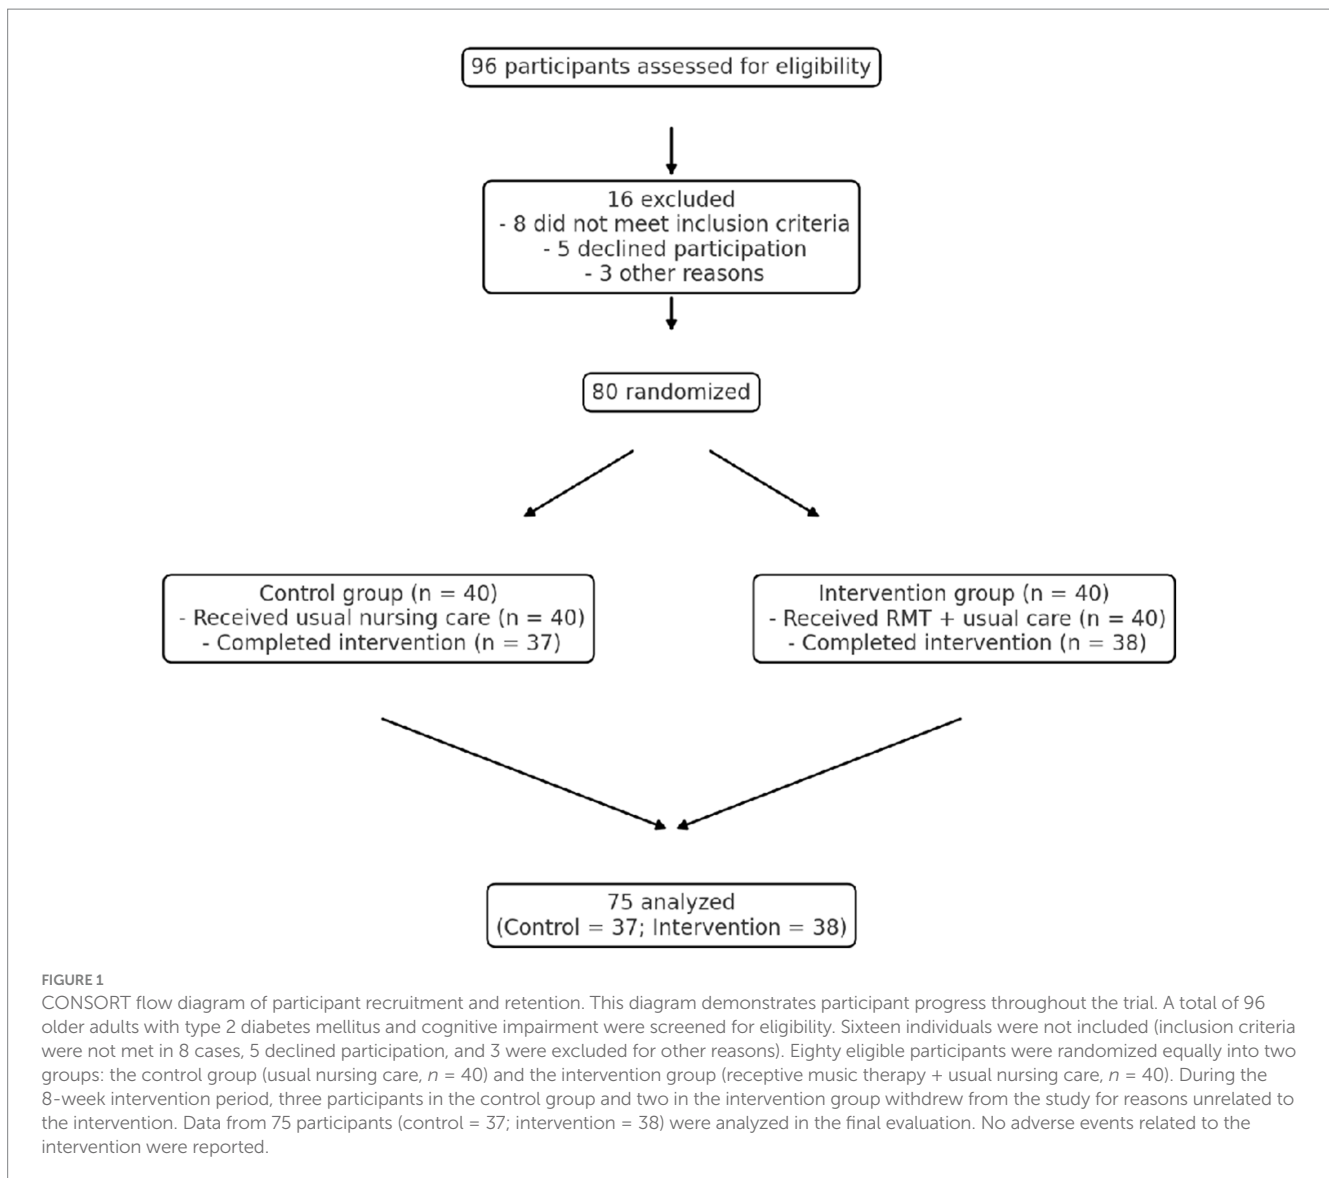 96 participants assessed for eligibility
16 excluded
- 8 did not meet inclusion criteria
- 5 declined participation
- 3 other reasons
80 randomized
Control group (n = 40)
- Received usual nursing care (n = 40)
- Completed intervention (n = 37)
Intervention group (n = 40)
- Received RMT + usual care (n = 40)
- Completed intervention (n = 38)
75 analyzed
(Control = 37; Intervention = 38)
FIGURE 1
CONSORT flow diagram of participant recruitment and retention. This diagram demonstrates participant progress throughout the trial. A total of 96
older adults with type 2 diabetes mellitus and cognitive impairment were screened for eligibility. Sixteen individuals were not included (inclusion criteria
were not met in 8 cases, 5 declined participation, and 3 were excluded for other reasons). Eighty eligible participants were randomized equally into two
groups: the control group (usual nursing care, n = 40) and the intervention group (receptive music therapy + usual nursing care, n = 40). During the
8-week intervention period, three participants in the control group and two in the intervention group withdrew from the study for reasons unrelated to
the intervention. Data from 75 participants (control = 37; intervention = 38) were analyzed in the final evaluation. No adverse events related to the
intervention were reported.